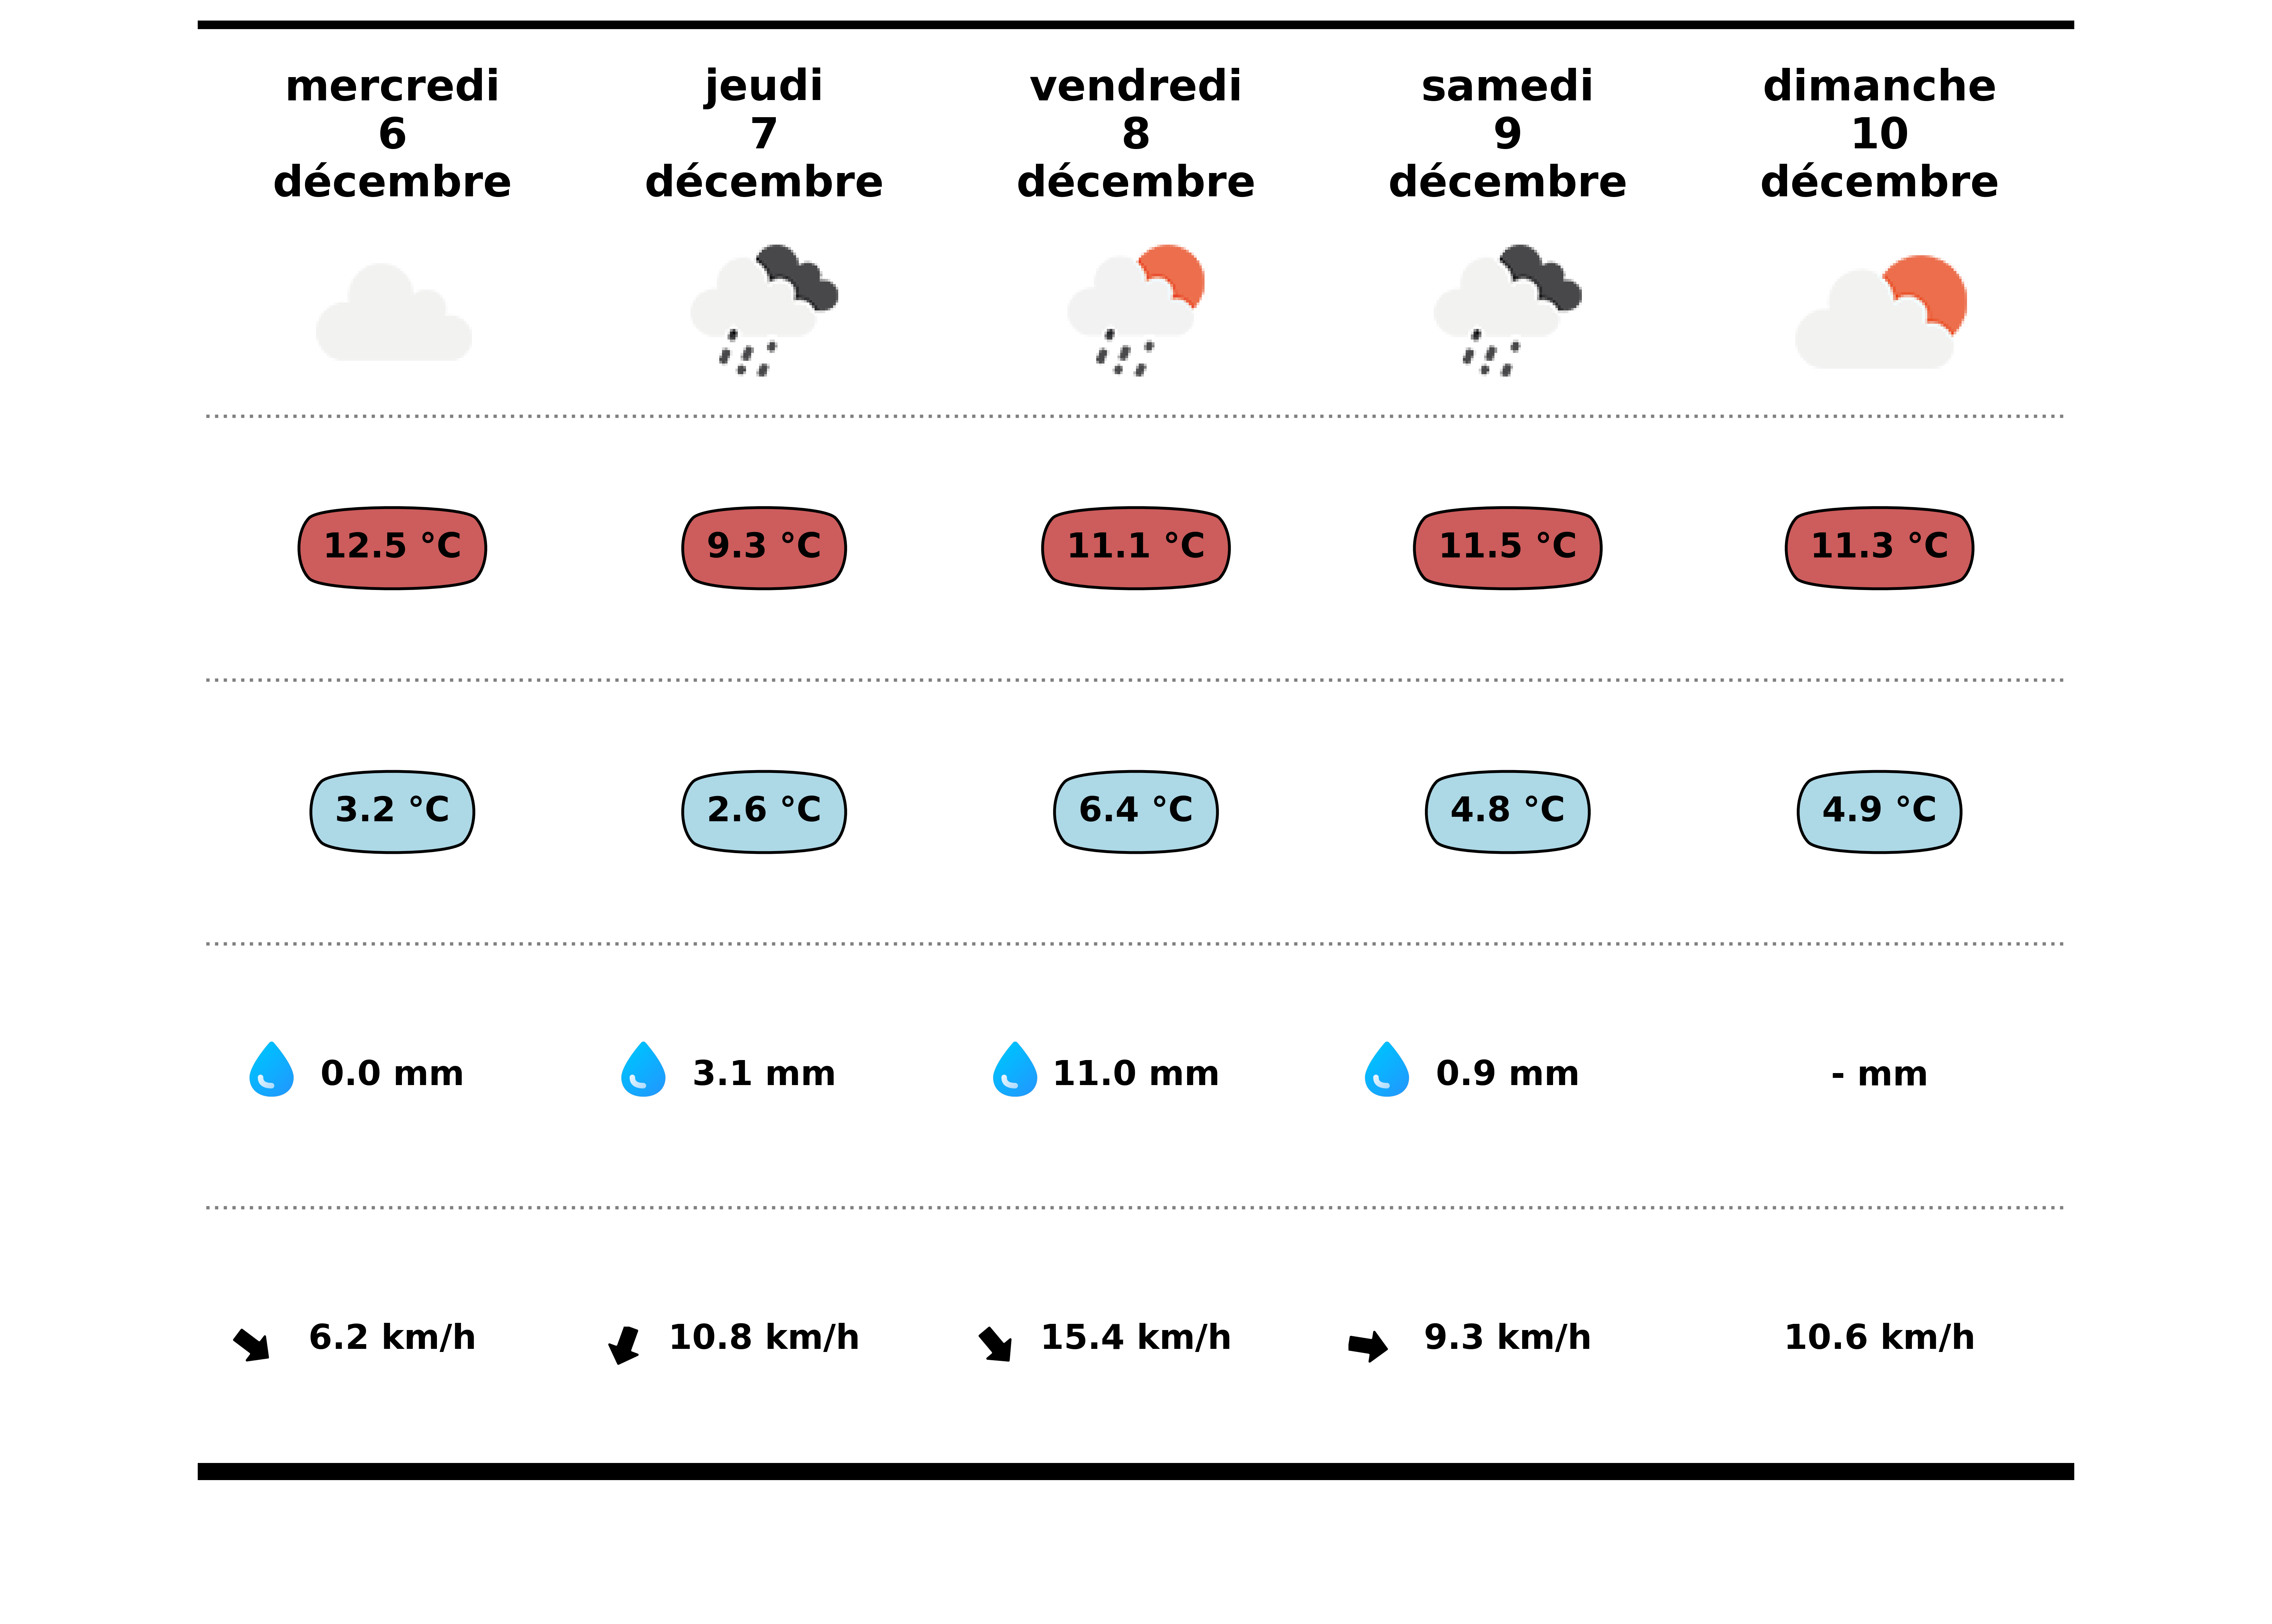 mercredi
6
décembre
jeudi
7
décembre
vendredi
8
décembre
samedi
9
décembre
dimanche
10
décembre
12.5 °C
9.3 °C
11.1 °C
11.5 °C
11.3 °C
3.2 °C
2.6 °C
6.4 °C
4.8 °C
4.9 °C
0.0 mm
3.1 mm
11.0 mm
0.9 mm
- mm
6.2 km/h
10.8 km/h
15.4 km/h
9.3 km/h
10.6 km/h